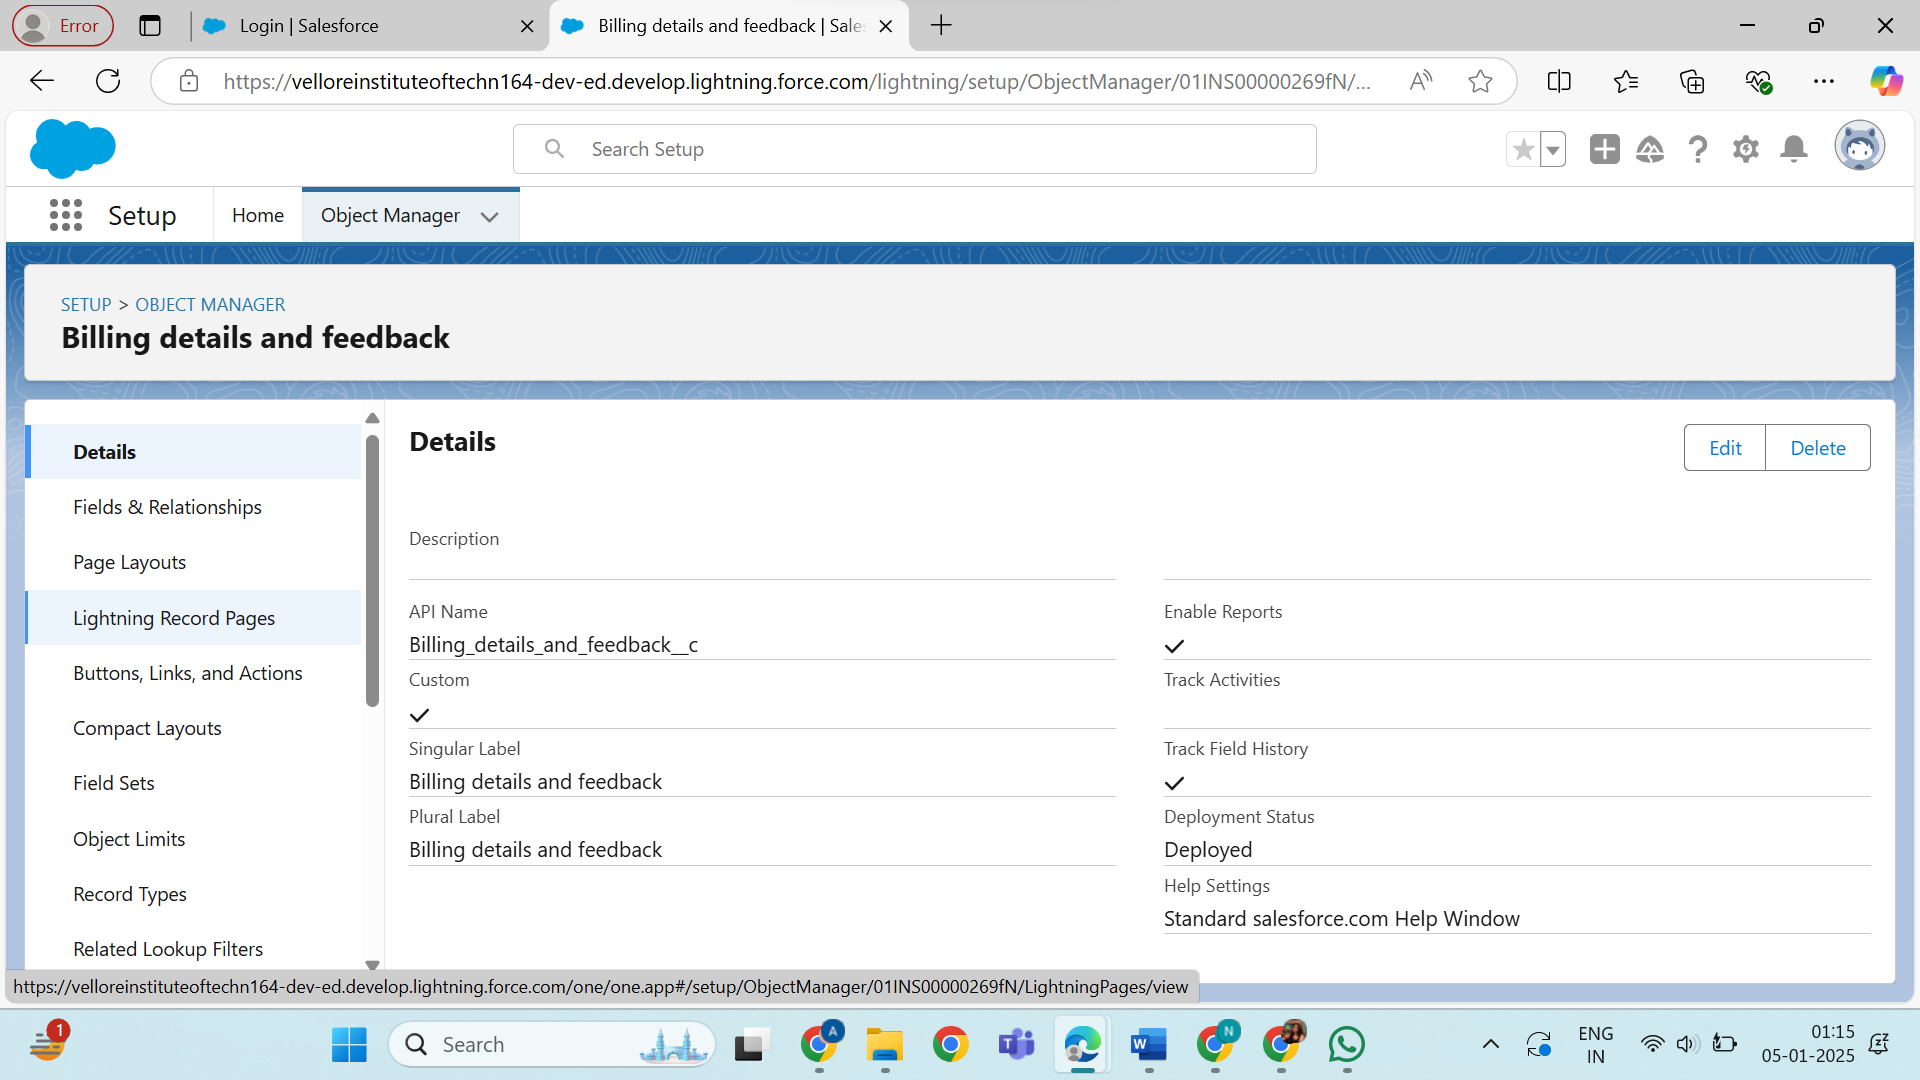 Error
Login | Salesforce
Billing details and feedback | Sale
https://velloreinstituteoftechn164-dev-ed.develop.lightning.force.com/lightning/setup/ObjectManager/01INS00000269fN/...
Search Setup
Setup
Home
Object Manager
SETUP > OBJECT MANAGER
Billing details and feedback
Details
Fields & Relationships
Page Layouts
Lightning Record Pages
Buttons, Links, and Actions
Compact Layouts
Field Sets
Object Limits
Record Types
Related Lookup Filters
Details
Edit
Delete
Description
API Name
Billing_details_and_feedback__c
Custom
Singular Label
Billing details and feedback
Plural Label
Billing details and feedback
Enable Reports
Track Activities
Track Field History
Deployment Status
Deployed
Help Settings
Standard salesforce.com Help Window
https://velloreinstituteoftechn164-dev-ed.develop.lightning.force.com/one/one.app#/setup/ObjectManager/01INS00000269fN/LightningPages/view
1
Search
A
T
W
N
ENG
IN
01:15
05-01-2025